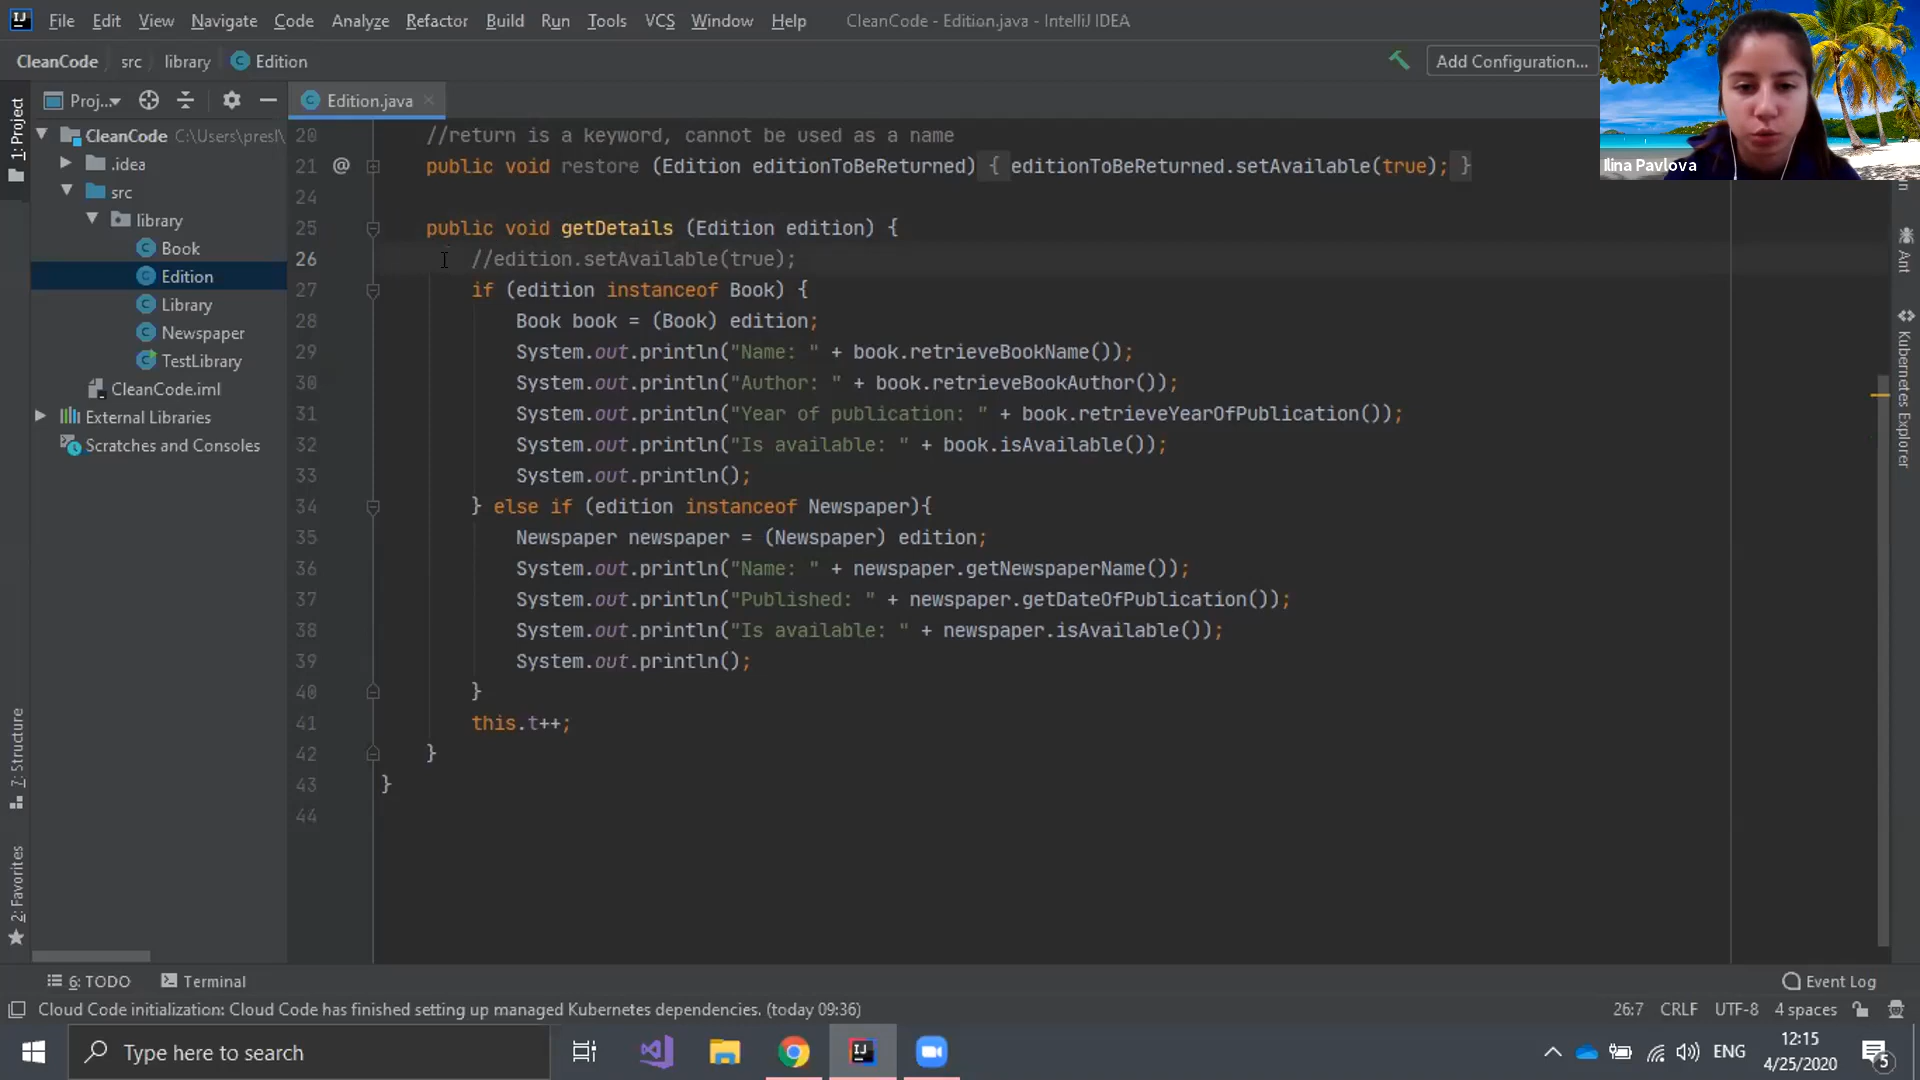 File Edit View Navigate Code Analyze Refactor Build Run Tools VCS Window Help CleanCode - Edition.java - IntelliJ IDEA
CleanCode src library Edition Add Configuration...
Ilina Pavlova
Proj... Edition.java
1: Project
CleanCode C:\Users\presl\
.idea
src
library
Book
Edition
Library
Newspaper
TestLibrary
CleanCode.iml
External Libraries
Scratches and Consoles
7: Structure
2: Favorites
20 //return is a keyword, cannot be used as a name
21 @ public void restore (Edition editionToBeReturned) { editionToBeReturned.setAvailable(true); }
24
25 public void getDetails (Edition edition) {
26 //edition.setAvailable(true);
27 if (edition instanceof Book) {
28 Book book = (Book) edition;
29 System.out.println("Name: " + book.retrieveBookName());
30 System.out.println("Author: " + book.retrieveBookAuthor());
31 System.out.println("Year of publication: " + book.retrieveYearOfPublication());
32 System.out.println("Is available: " + book.isAvailable());
33 System.out.println();
34 } else if (edition instanceof Newspaper){
35 Newspaper newspaper = (Newspaper) edition;
36 System.out.println("Name: " + newspaper.getNewspaperName());
37 System.out.println("Published: " + newspaper.getDateOfPublication());
38 System.out.println("Is available: " + newspaper.isAvailable());
39 System.out.println();
40 }
41 this.t++;
42 }
43 }
44
Ant
Kubernetes Explorer
6: TODO Terminal Event Log
Cloud Code initialization: Cloud Code has finished setting up managed Kubernetes dependencies. (today 09:36) 26:7 CRLF UTF-8 4 spaces
Type here to search ENG 12:15
4/25/2020 5